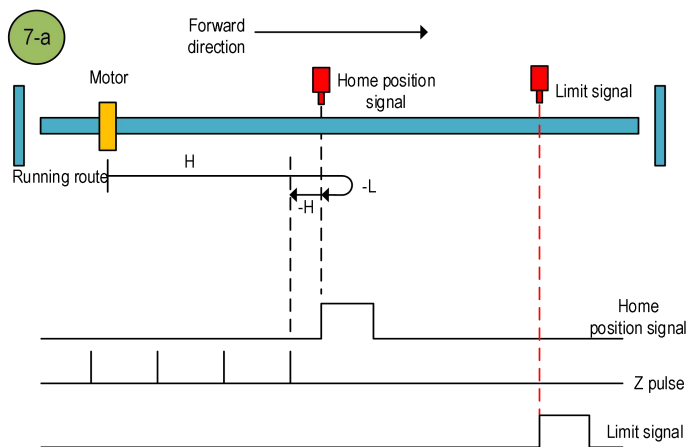 7-a
Forward
direction
Motor
Home position
signal
Limit signal
Running route
H
-L
-H
Home
position signal
Z pulse
Limit signal